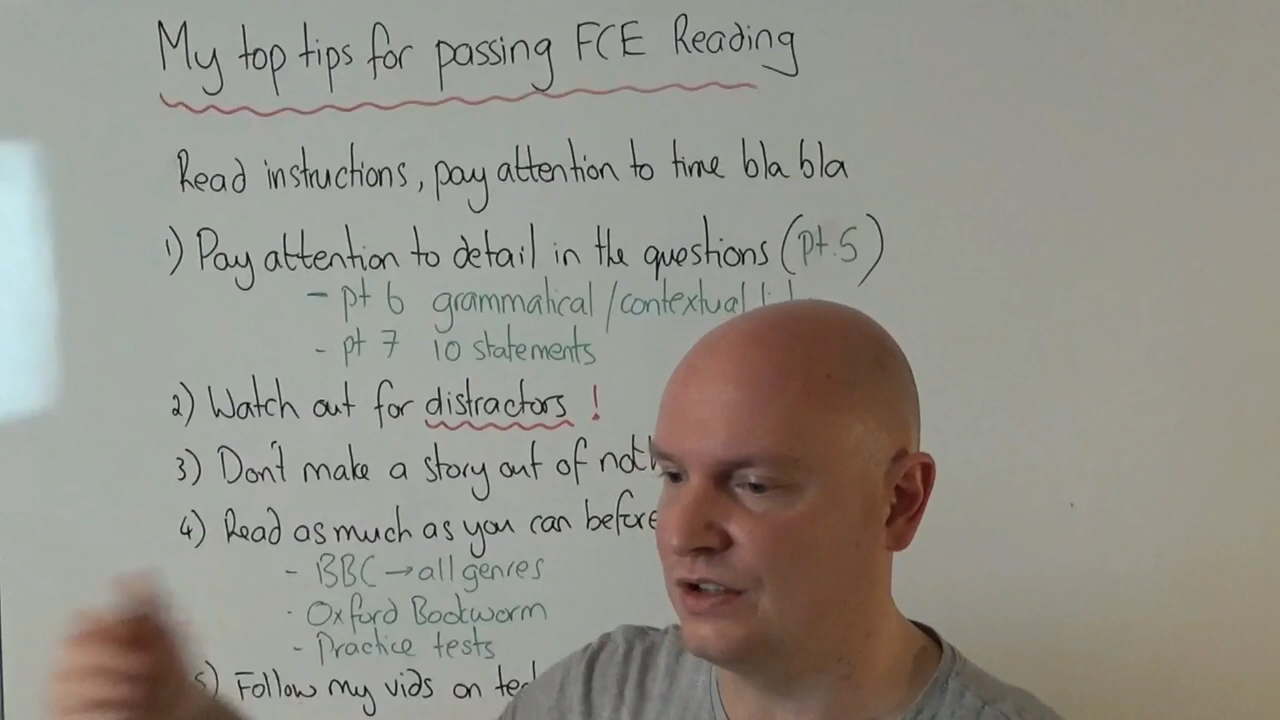 My top tips for passing FCE Reading
Read instructions, pay attention to time bla bla
1) Pay attention to detail in the questions (pt.5)
- pt 6 grammatical/contextual
- pt 7 10 statements
2) Watch out for distractors !
3) Don't make a story out of
4) Read as much as you can before
- BBC → all genres
- Oxford Bookworm
- Practice tests
5) Follow my vids on